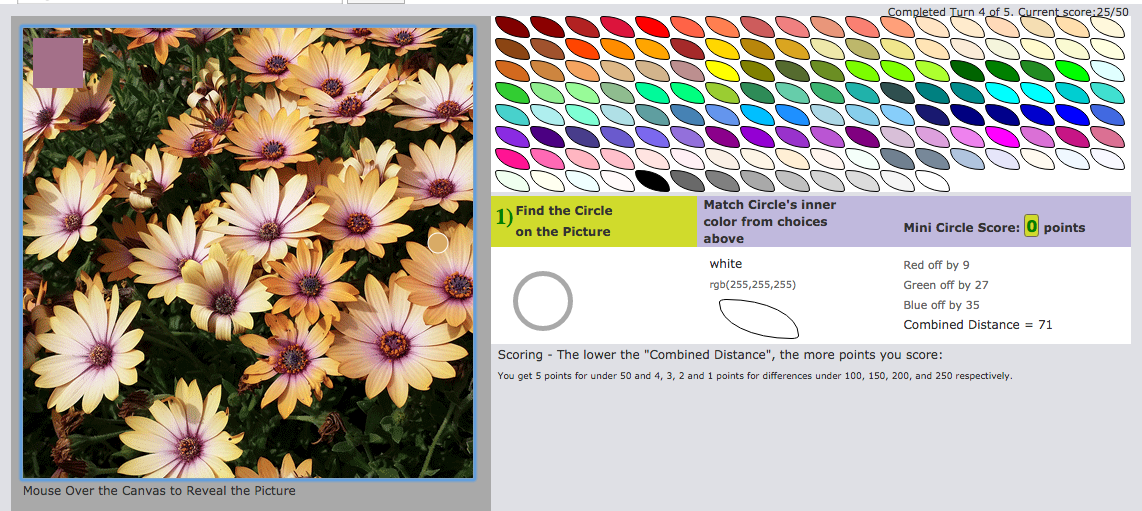 Completed Turn 4 of 5. Current score:25/50
1) Find the Circle
on the Picture
Match Circle's inner
color from choices
above
Mini Circle Score: 0 points
white
rgb(255,255,255)
Red off by 9
Green off by 27
Blue off by 35
Combined Distance = 71
Scoring - The lower the "Combined Distance", the more points you score:
You get 5 points for under 50 and 4, 3, 2 and 1 points for differences under 100, 150, 200, and 250 respectively.
Mouse Over the Canvas to Reveal the Picture